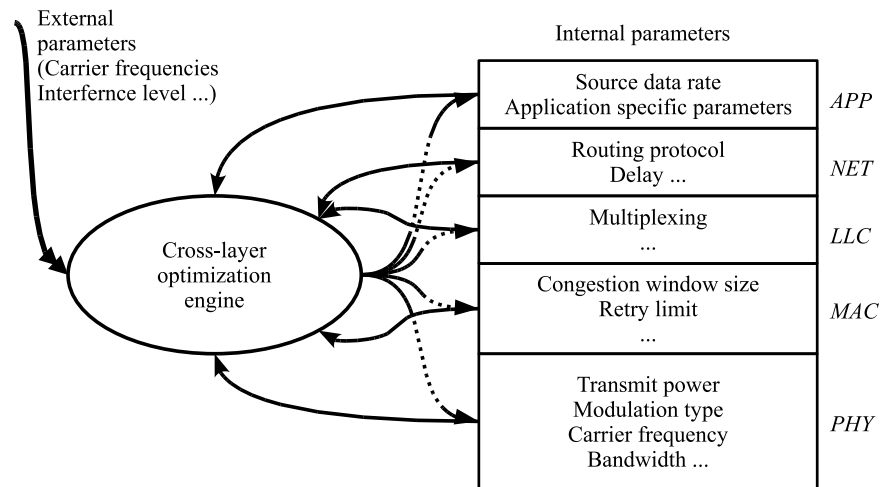 External
parameters
(Carrier frequencies
Interfernce level ...)
Internal parameters
Source data rate
Application specific parameters
APP
Routing protocol
Delay ...
NET
Multiplexing
...
LLC
Cross-layer
optimization
engine
Congestion window size
Retry limit
...
MAC
Transmit power
Modulation type
Carrier frequency
Bandwidth ...
PHY